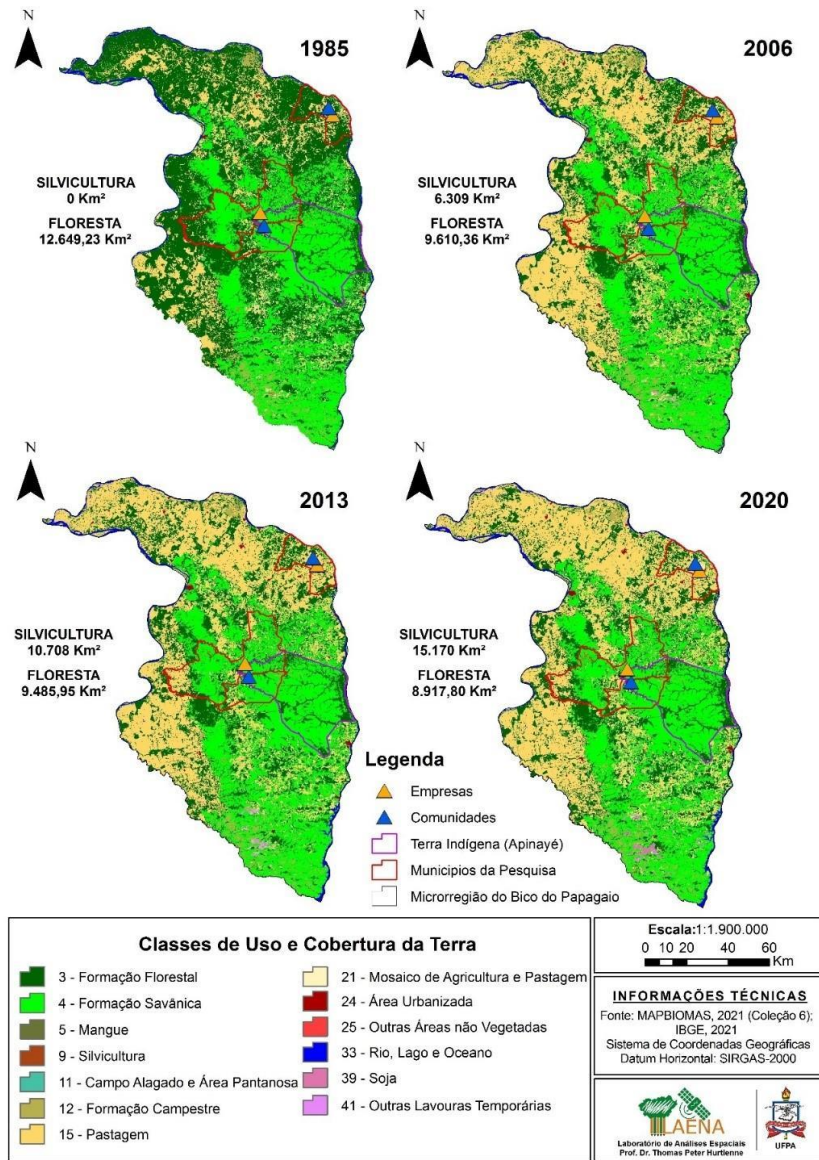 N
1985
SILVICULTURA
0 Km²
FLORESTA
12.649,23 Km²
N
2006
SILVICULTURA
6.309 Km²
FLORESTA
9.610,36 Km²
N
2013
SILVICULTURA
10.708 Km²
FLORESTA
9.485,95 Km²
N
2020
SILVICULTURA
15.170 Km²
FLORESTA
8.917,80 Km²
Legenda
Empresas
Comunidades
Terra Indígena (Apinayé)
Municipios da Pesquisa
Microrregião do Bico do Papagaio
Classes de Uso e Cobertura da Terra
3 - Formação Florestal
4 - Formação Savânica
5 - Mangue
9 - Silvicultura
11 - Campo Alagado e Área Pantanosa
12 - Formação Campestre
15 - Pastagem
21 - Mosaico de Agricultura e Pastagem
24 - Área Urbanizada
25 - Outras Áreas não Vegetadas
33 - Rio, Lago e Oceano
39 - Soja
41 - Outras Lavouras Temporárias
Escala:1:1.900.000
0 10 20 40 60
Km
INFORMAÇÕES TÉCNICAS
Fonte: MAPBIOMAS, 2021 (Coleção 6);
IBGE, 2021
Sistema de Coordenadas Geográficas
Datum Horizontal: SIRGAS-2000
LAENA
Laboratório de Análises Espaciais
Prof. Dr. Thomas Peter Hurtienne
UFPA